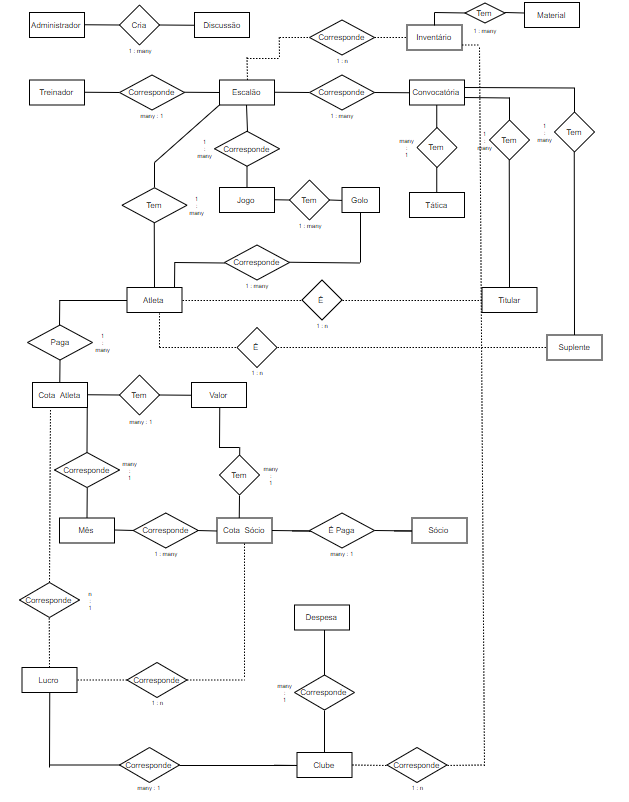 Administrador
Cria
Discussão
1 : many
Corresponde
1 : n
Inventário
Tem
1 : many
Material
Treinador
Corresponde
many : 1
Escalão
Corresponde
1 : many
Convocatória
1
:
many
Corresponde
many
:
1
Tem
1
:
many
Tem
1
:
many
Tem
Jogo
Tem
1 : many
Golo
Tática
Tem
1
:
many
Corresponde
1 : many
Atleta
É
1 : n
Titular
É
1 : n
Suplente
Paga
1
:
many
Cota Atleta
Tem
many : 1
Valor
Corresponde
many
:
1
Tem
many
:
1
Mês
Corresponde
1 : many
Cota Sócio
É Paga
many : 1
Sócio
Corresponde
n
:
1
Despesa
Lucro
Corresponde
1 : n
many
:
1
Corresponde
Corresponde
many : 1
Clube
Corresponde
1 : n